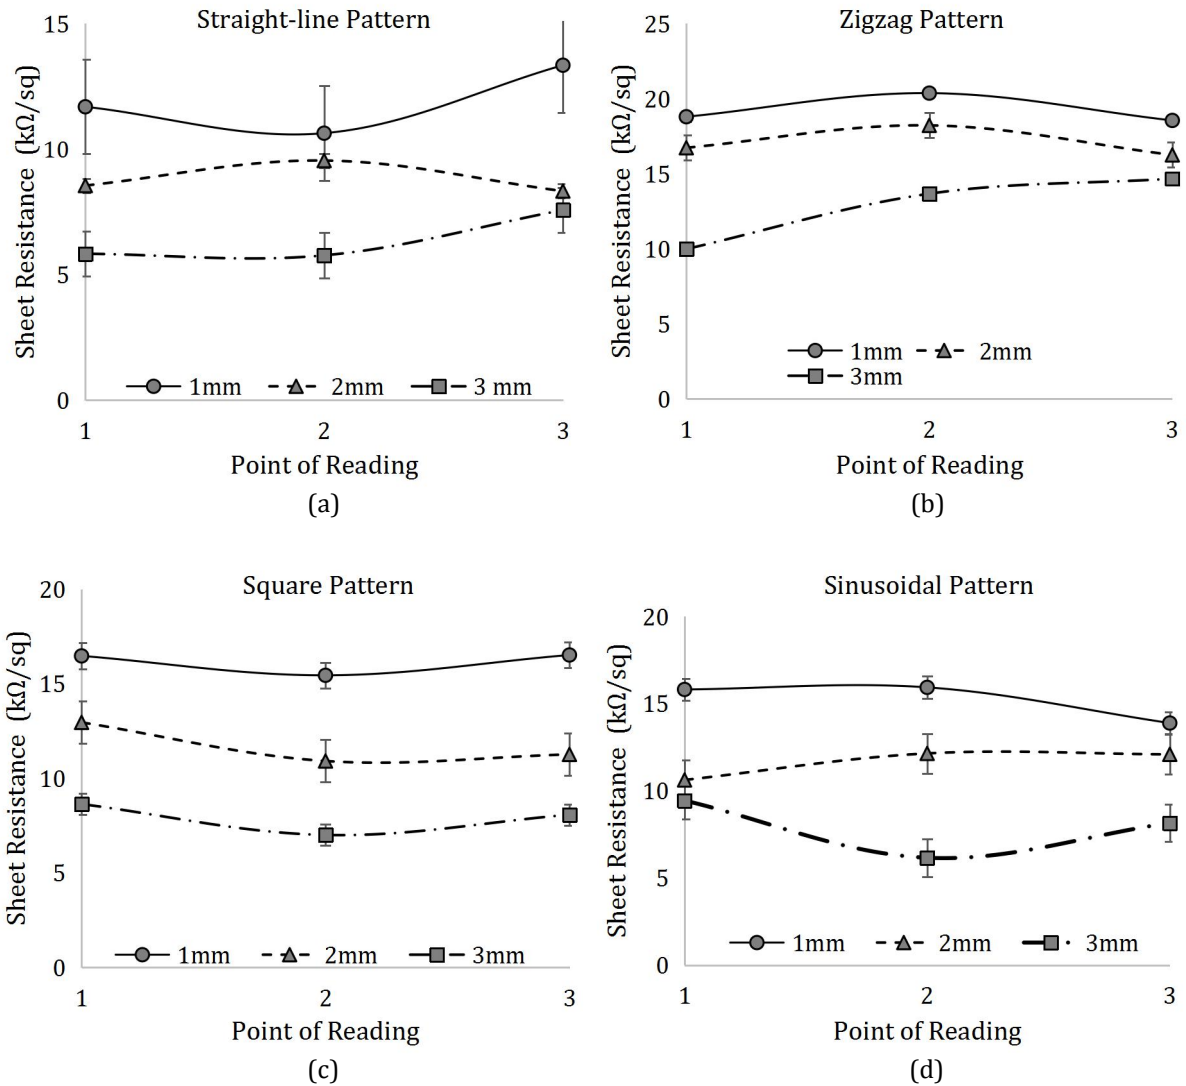 Straight-line Pattern
Sheet Resistance (kΩ/sq)
15
10
5
0
1mm 2mm 3 mm
1 2 3
Point of Reading
(a)
Zigzag Pattern
Sheet Resistance (kΩ/sq)
25
20
15
10
5
0
1mm 2mm
3mm
1 2 3
Point of Reading
(b)
Square Pattern
Sheet Resistance (kΩ/sq)
20
15
10
5
0
1mm 2mm 3mm
1 2 3
Point of Reading
(c)
Sinusoidal Pattern
Sheet Resistance (kΩ/sq)
20
15
10
5
0
1mm 2mm 3mm
1 2 3
Point of Reading
(d)